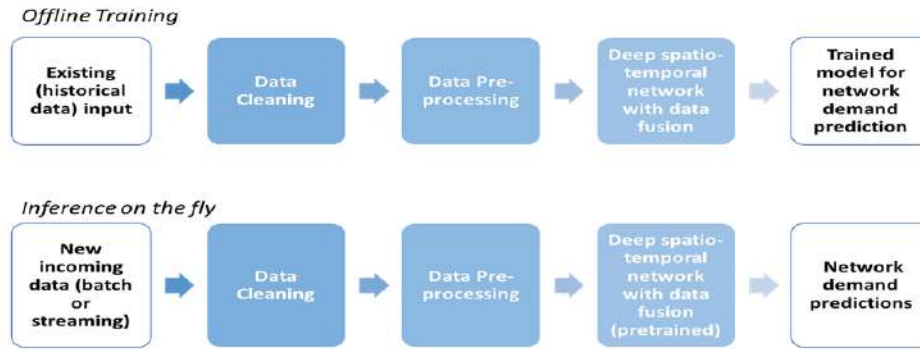 Offline Training
Existing
(historical
data) input
Data
Cleaning
Data Pre-
processing
Deep spatio-
temporal
network
with data
fusion
Trained
model for
network
demand
prediction
Inference on the fly
New
incoming
data (batch
or
streaming)
Data
Cleaning
Data Pre-
processing
Deep spatio-
temporal
network
with data
fusion
(pretrained)
Network
demand
predictions